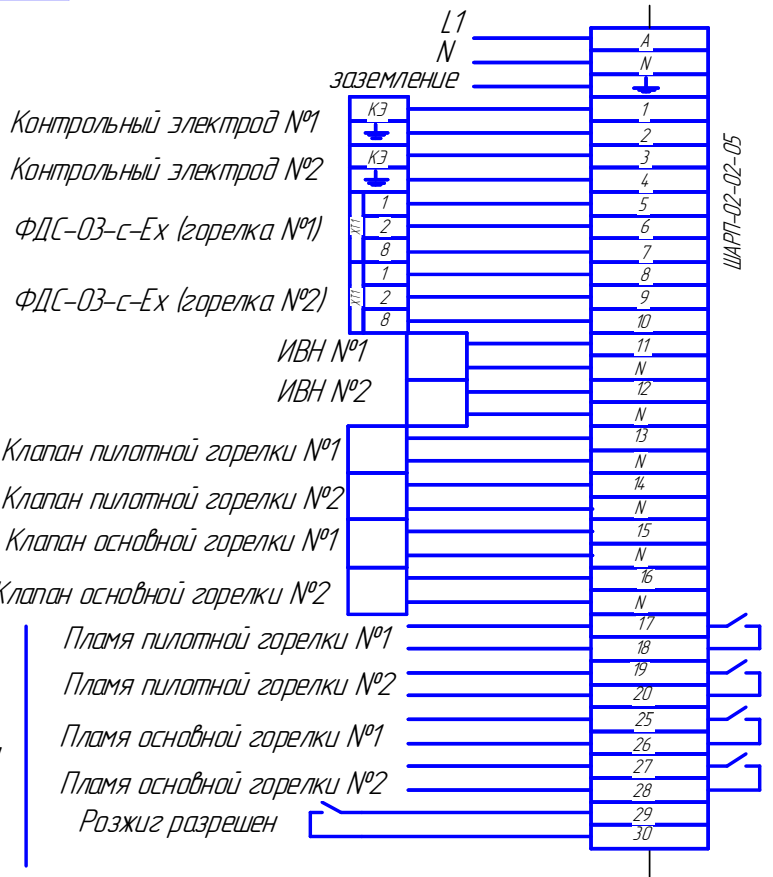 L1
A
N
N
заземление
Контрольный электрод №1
КЭ
1
2
Контрольный электрод №2
КЭ
3
4
ШАРП-02-02-05
ФДС-03-с-Ех (горелка №1)
ХТ1
1
5
2
6
8
7
ФДС-03-с-Ех (горелка №2)
ХТ1
1
8
2
9
8
10
ИВН №1
11
N
ИВН №2
12
N
Клапан пилотной горелки №1
13
N
Клапан пилотной горелки №2
14
N
Клапан основной горелки №1
15
N
Клапан основной горелки №2
16
N
Пламя пилотной горелки №1
17
18
Пламя пилотной горелки №2
19
20
Пламя основной горелки №1
25
26
Пламя основной горелки №2
27
28
Розжиг разрешен
29
30